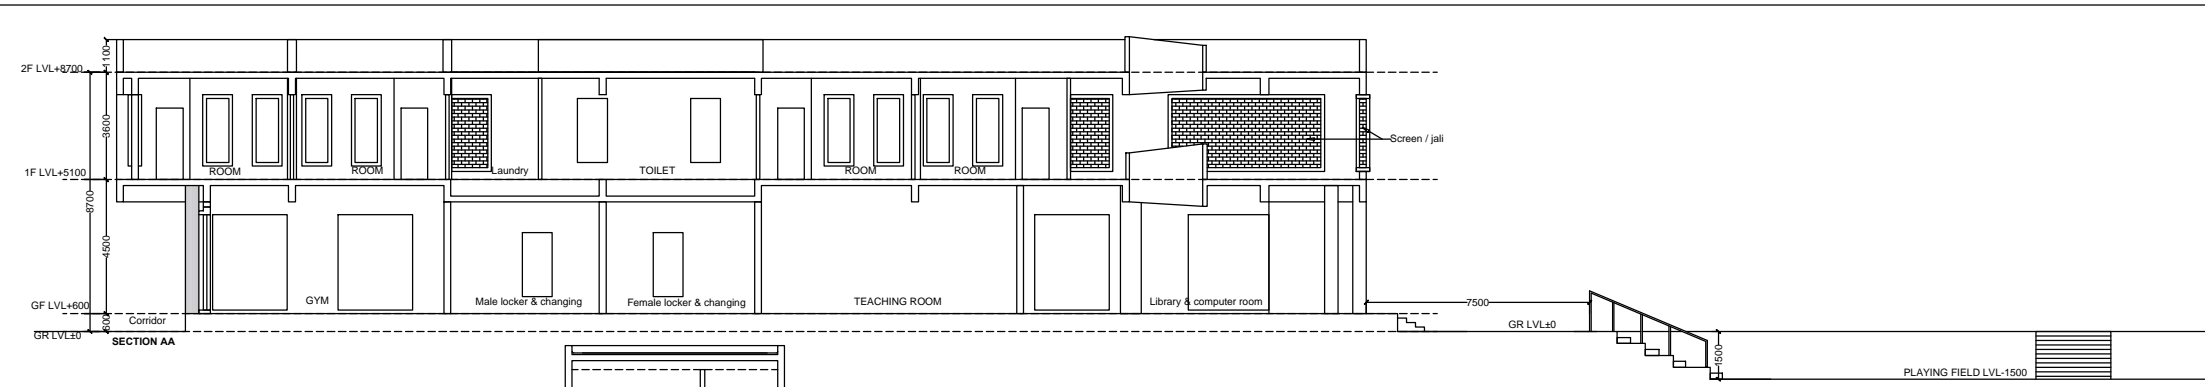 1100
2F LVL+8700
3600
Screen / jali
ROOM
ROOM
Laundry
TOILET
ROOM
ROOM
1F LVL+5100
8700
4500
GF LVL+600
GYM
Male locker & changing
Female locker & changing
TEACHING ROOM
Library & computer room
7500
600
Corridor
GR LVL±0
GR LVL±0
SECTION AA
1500
PLAYING FIELD LVL-1500